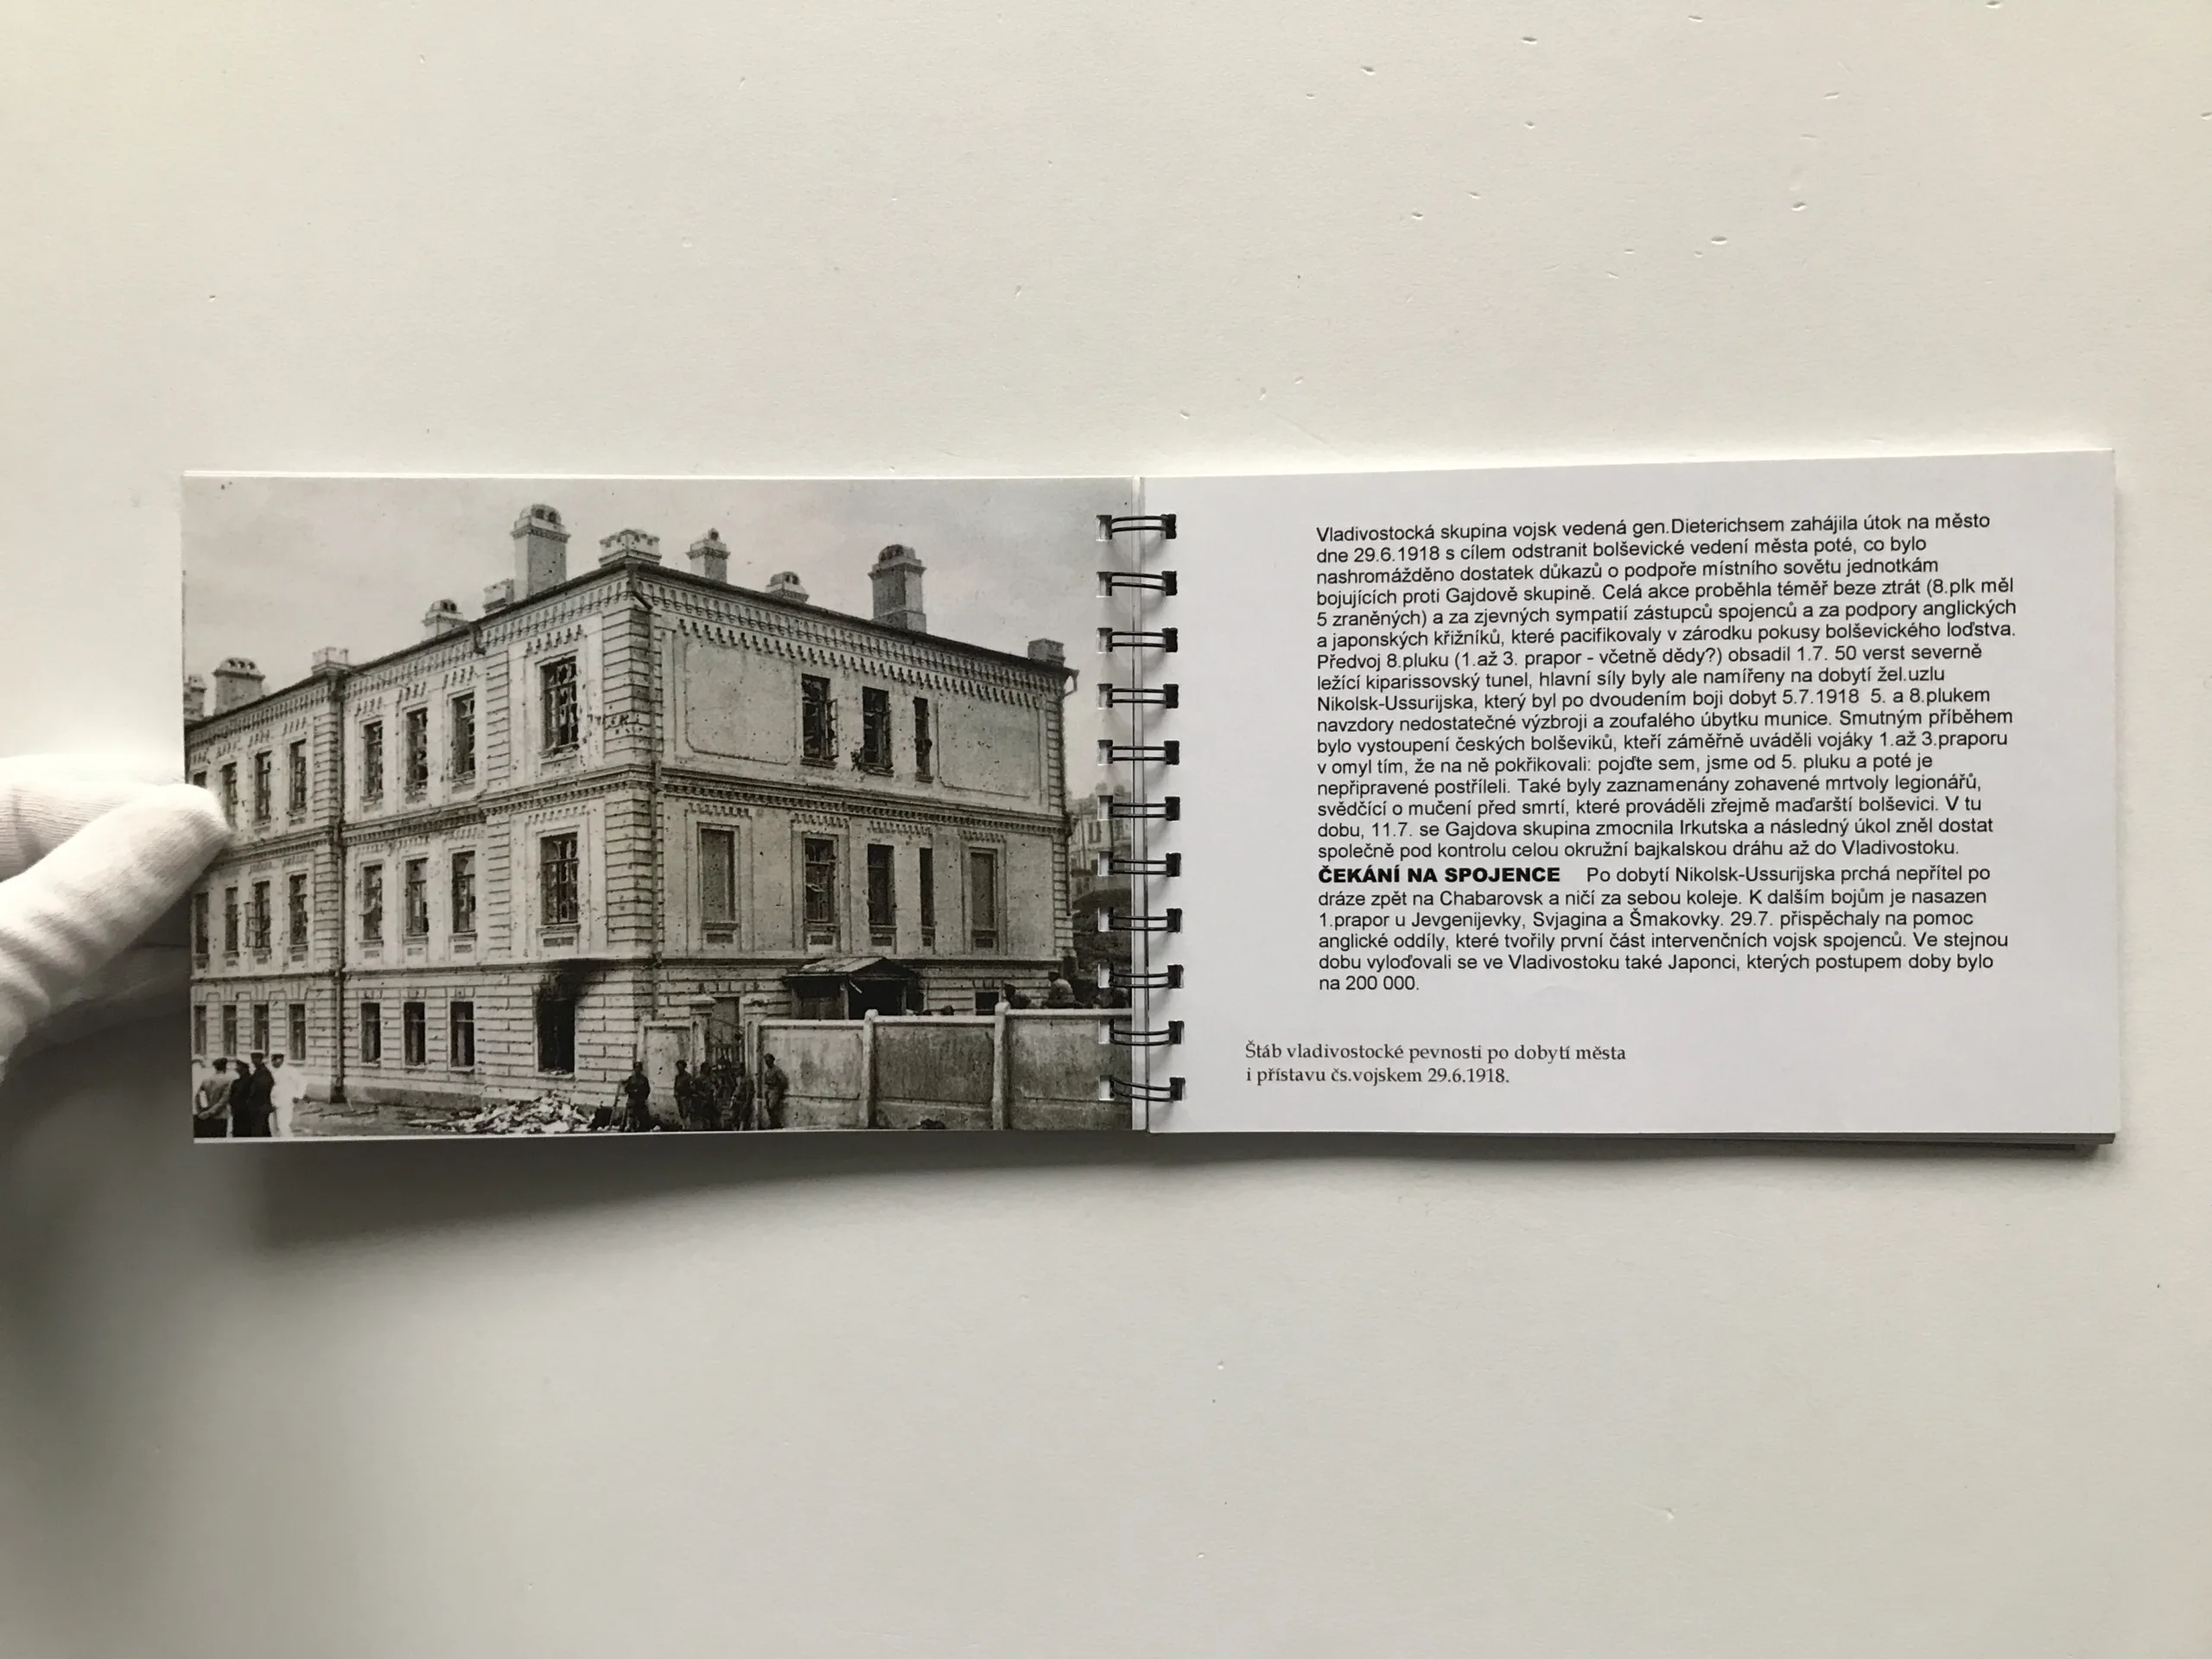 Vladivostocká skupina vojsk vedená gen.Dieterichsem zahájila útok na město
dne 29.6.1918 s cílem odstranit bolševické vedení města poté, co bylo
nashromážděno dostatek důkazů o podpoře místního sovětu jednotkám
bojujících proti Gajdově skupině. Celá akce proběhla téměř beze ztrát (8.plk měl
5 zraněných) a za zjevných sympatií zástupců spojenců a za podpory anglických
a japonských křižníků, které pacifikovaly v zárodku pokusy bolševického loďstva.
Předvoj 8.pluku (1.až 3. prapor - včetně dědy?) obsadil 1.7. 50 verst severně
ležící kiparissovský tunel, hlavní síly byly ale namířeny na dobytí žel.uzlu
Nikolsk-Ussurijska, který byl po dvoudením boji dobyt 5.7.1918 5. a 8.plukem
navzdory nedostatečné výzbroji a zoufalého úbytku munice. Smutným příběhem
bylo vystoupení českých bolševiků, kteří záměřně uváděli vojáky 1.až 3.praporu
v omyl tím, že na ně pokřikovali: pojďte sem, jsme od 5. pluku a poté je
nepřipravené postříleli. Také byly zaznamenány zohavené mrtvoly legionářů,
svědčící o mučení před smrtí, které prováděli zřejmě maďarští bolševici. V tu
dobu, 11.7. se Gajdova skupina zmocnila Irkutska a následný úkol zněl dostat
společně pod kontrolu celou okružní bajkalskou dráhu až do Vladivostoku.
ČEKÁNÍ NA SPOJENCE Po dobytí Nikolsk-Ussurijska prchá nepřítel po
dráze zpět na Chabarovsk a ničí za sebou koleje. K dalším bojům je nasazen
1.prapor u Jevgenijevky, Svjagina a Šmakovky. 29.7. přispěchaly na pomoc
anglické oddíly, které tvořily první část intervenčních vojsk spojenců. Ve stejnou
dobu vyloďovali se ve Vladivostoku také Japonci, kterých postupem doby bylo
na 200 000.
Štáb vladivostocké pevnosti po dobytí města
i přístavu čs.vojskem 29.6.1918.